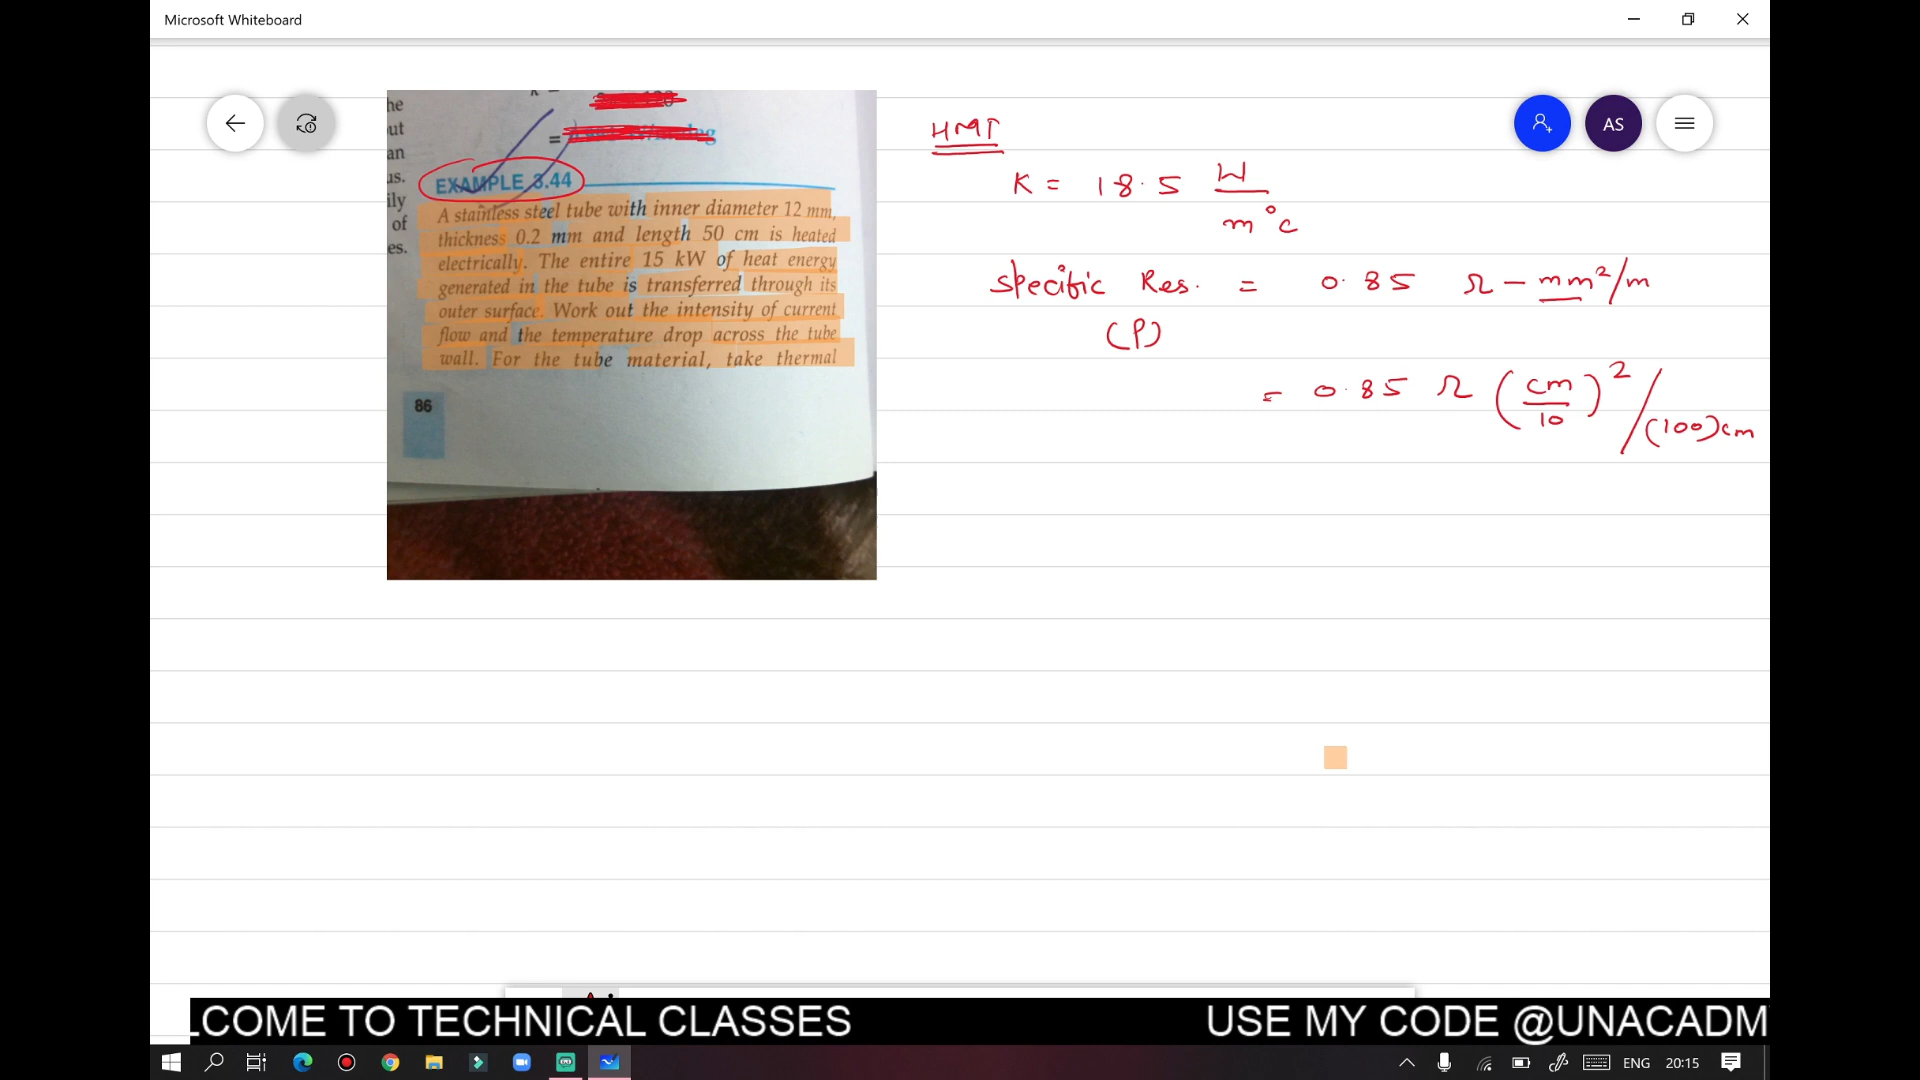 Microsoft Whiteboard
he
ut
an
us.
ily
of
es.
K =
=
EXAMPLE 3.44
A stainless steel tube with inner diameter 12 mm,
thickness 0.2 mm and length 50 cm is heated
electrically. The entire 15 kW of heat energy
generated in the tube is transferred through its
outer surface. Work out the intensity of current
flow and the temperature drop across the tube
wall. For the tube material, take thermal
86
HMT
K = 18.5 W/m°C
Specific Res. = 0.85 Ω - mm²/m
(ρ)
= 0.85 Ω (cm/10)² / (100) cm
AS
LCOME TO TECHNICAL CLASSES
USE MY CODE @UNACADM
ENG 20:15